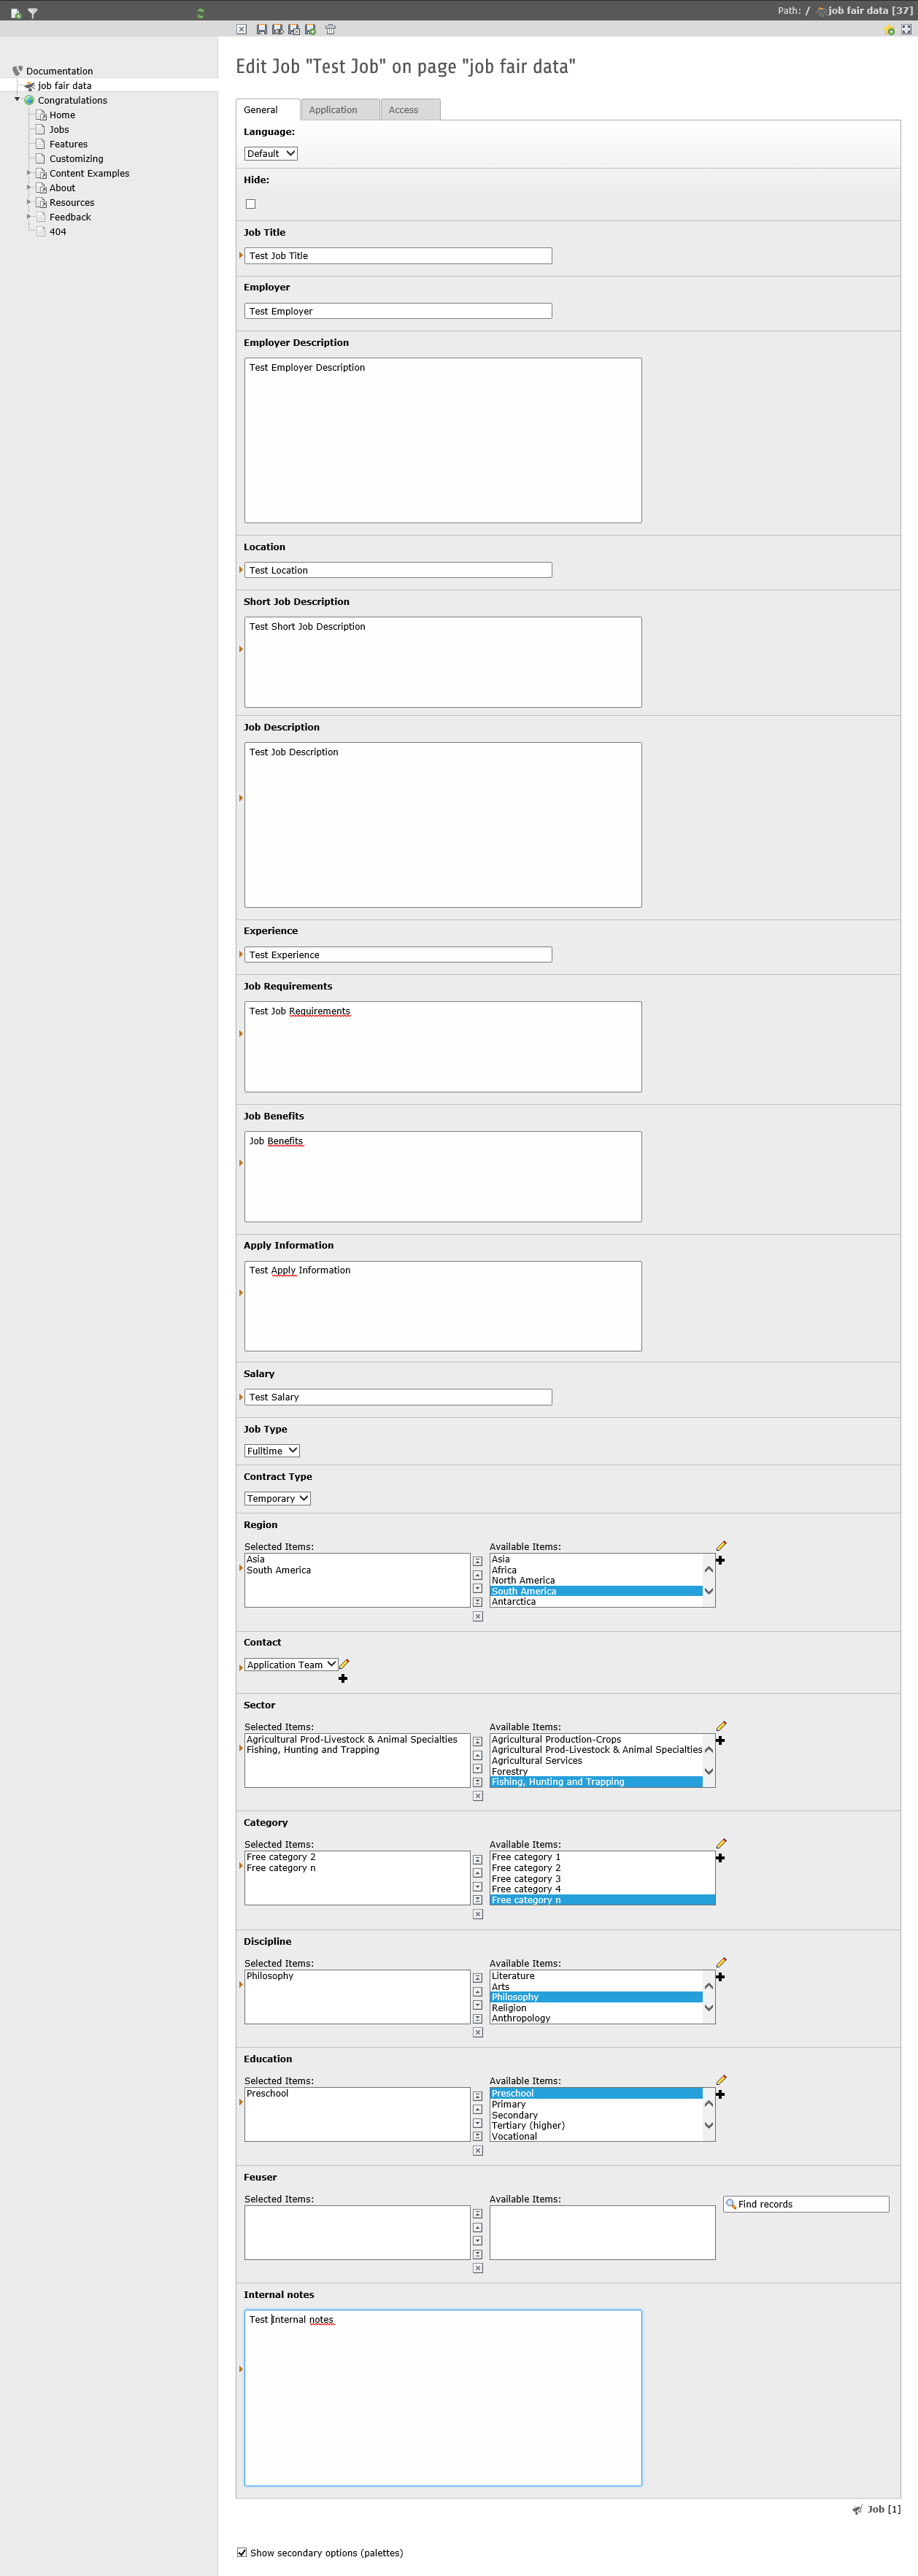 Path: / job fair data [37]
Documentation
job fair data
Congratulations
Home
Jobs
Features
Customizing
Content Examples
About
Resources
Feedback
404
Edit Job "Test Job" on page "job fair data"
General Application Access
Language:
Default
Hide:
Job Title
Test Job Title
Employer
Test Employer
Employer Description
Test Employer Description
Location
Test Location
Short Job Description
Test Short Job Description
Job Description
Test Job Description
Experience
Test Experience
Job Requirements
Test Job Requirements
Job Benefits
Job Benefits
Apply Information
Test Apply Information
Salary
Test Salary
Job Type
Fulltime
Contract Type
Temporary
Region
Selected Items: Available Items:
Asia
South America
Asia
Africa
North America
South America
Antarctica
Contact
Application Team
Sector
Selected Items: Available Items:
Agricultural Prod-Livestock & Animal Specialties
Fishing, Hunting and Trapping
Agricultural Production-Crops
Agricultural Prod-Livestock & Animal Specialties
Agricultural Services
Forestry
Fishing, Hunting and Trapping
Category
Selected Items: Available Items:
Free category 2
Free category n
Free category 1
Free category 2
Free category 3
Free category 4
Free category n
Discipline
Selected Items: Available Items:
Philosophy
Literature
Arts
Philosophy
Religion
Anthropology
Education
Selected Items: Available Items:
Preschool
Preschool
Primary
Secondary
Tertiary (higher)
Vocational
Feuser
Selected Items: Available Items:
Find records
Internal notes
Test Internal notes
Job [1]
Show secondary options (palettes)